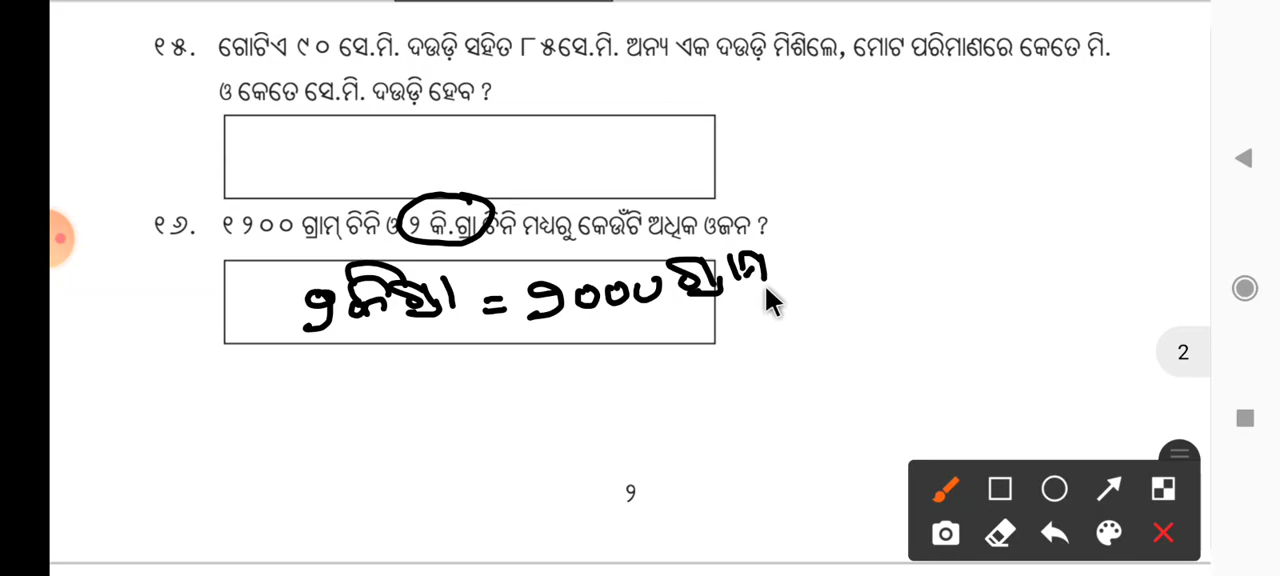 ୧୫. ଗୋଟିଏ ୯୦ ସେ.ମି. ଦଉଡ଼ି ସହିତ ୮୫ସେ.ମି. ଅନ୍ୟ ଏକ ଦଉଡ଼ି ମିଶିଲେ, ମୋଟ ପରିମାଣରେ କେତେ ମି.
ଓ କେତେ ସେ.ମି. ଦଉଡ଼ି ହେବ ?
୧୬. ୧୨୦୦ ଗ୍ରାମ୍ ଚିନି ଓ ୨ କି.ଗ୍ରା ଚିନି ମଧ୍ୟରୁ କେଉଁଟି ଅଧିକ ଓଜନ ?
୨ କିଗ୍ରା = ୨୦୦୦ ଗ୍ରାମ
୨
2